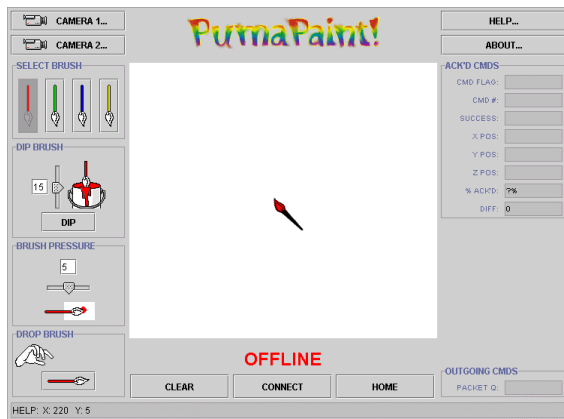 CAMERA 1...
PumaPaint!
HELP...
CAMERA 2...
ABOUT...
SELECT BRUSH
ACK'D CMDS
CMD FLAG:
CMD #:
SUCCESS:
X POS:
Y POS:
Z POS:
% ACK'D: ?%
DIFF: 0
DIP BRUSH
15
DIP
BRUSH PRESSURE
5
DROP BRUSH
OFFLINE
CLEAR
CONNECT
HOME
OUTGOING CMDS
PACKET Q:
HELP: X: 220 Y: 5